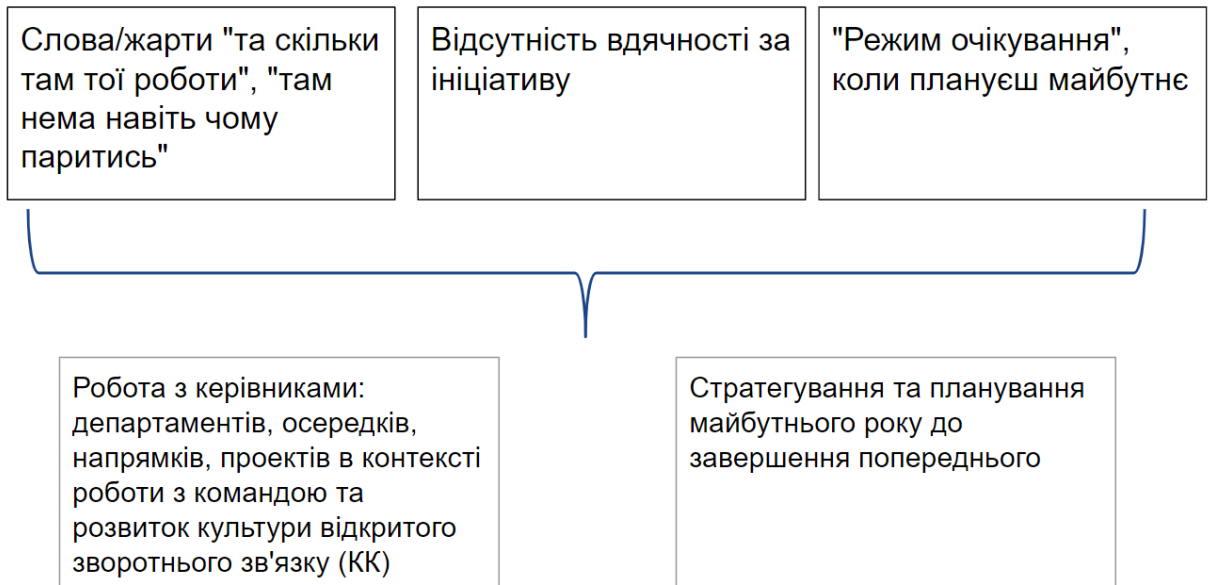 Слова/жарти "та скільки
там тої роботи", "там
нема навіть чому
паритись"
Відсутність вдячності за
ініціативу
"Режим очікування",
коли плануєш майбутнє
Робота з керівниками:
департаментів, осередків,
напрямків, проектів в контексті
роботи з командою та
розвиток культури відкритого
зворотнього зв'язку (КК)
Стратегування та планування
майбутнього року до
завершення попереднього